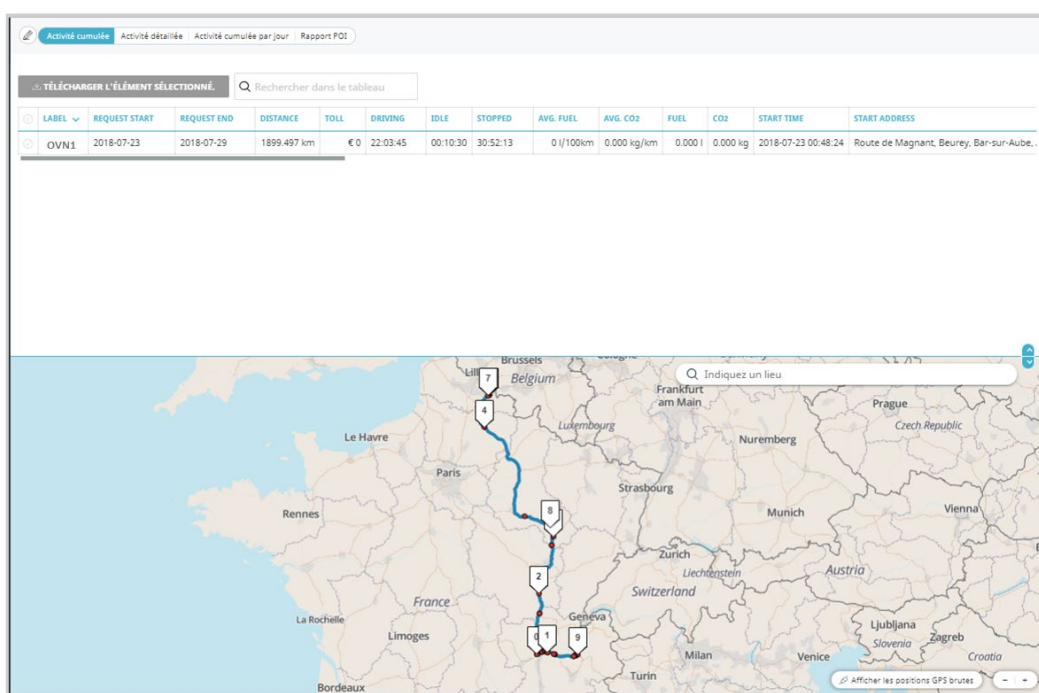 Activité cumulée Activité détaillée Activité cumulée par jour Rapport POI
TÉLÉCHARGER L'ÉLÉMENT SÉLECTIONNÉ. Rechercher dans le tableau
LABEL REQUEST START REQUEST END DISTANCE TOLL DRIVING IDLE STOPPED AVG. FUEL AVG. CO2 FUEL CO2 START TIME START ADDRESS
OVN1 2018-07-23 2018-07-29 1899.497 km € 0 22:03:45 00:10:30 30:52:13 0 l/100km 0.000 kg/km 0.000 l 0.000 kg 2018-07-23 00:48:24 Route de Magnant, Beurey, Bar-sur-Aube,
Brussels
7 Belgium
Indiquez un lieu
Frankfurt
am Main
Prague
4
Luxembourg
Czech Republic
Le Havre
Nuremberg
Paris
Strasbourg
Rennes
8
Munich
Vienna
Zurich
Liechtenstein
Austria
2
Switzerland
France
La Rochelle
Geneva
Ljubljana
Limoges
0 1 9
Slovenia Zagreb
Milan
Venice
Croatia
Turin
Afficher les positions GPS brutes - +
Bordeaux